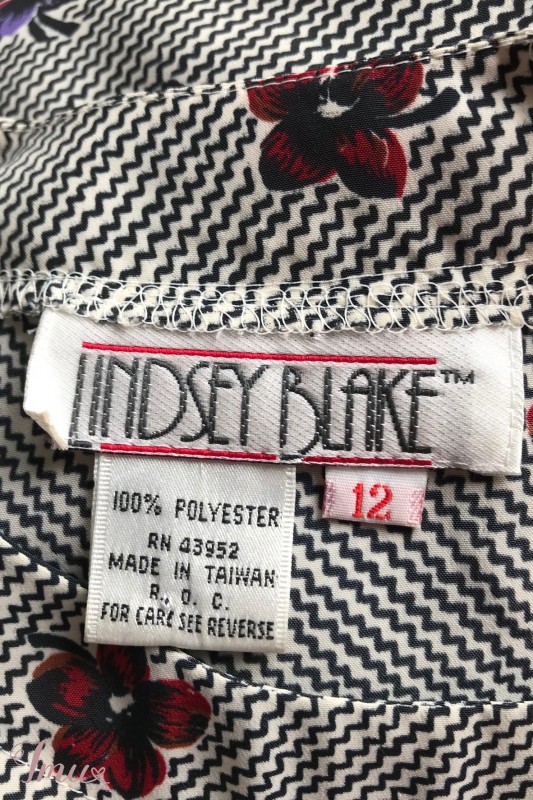 LINDSEY BLAKE™
12
100% POLYESTER
RN 43952
MADE IN TAIWAN
R. O. C.
FOR CARE SEE REVERSE